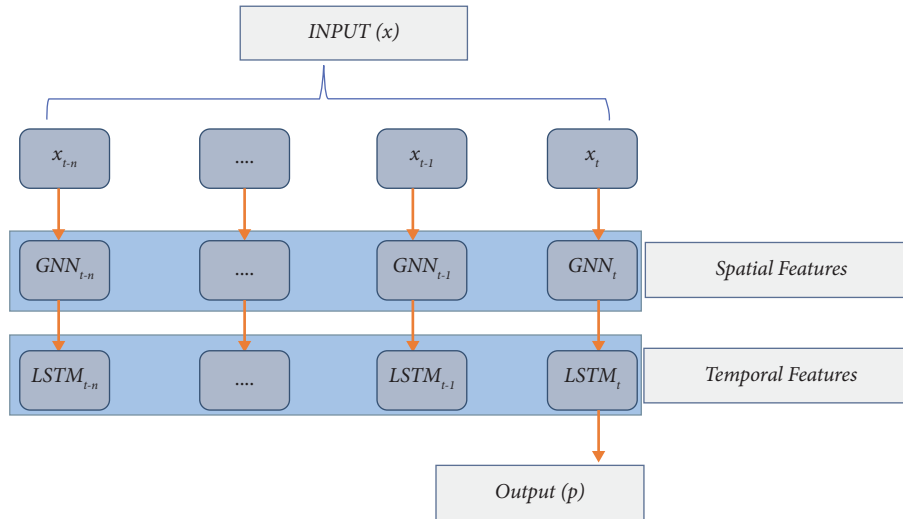 INPUT (x)
x_{t-n} .... x_{t-1} x_t
GNN_{t-n} .... GNN_{t-1} GNN_t Spatial Features
LSTM_{t-n} .... LSTM_{t-1} LSTM_t Temporal Features
Output (p)